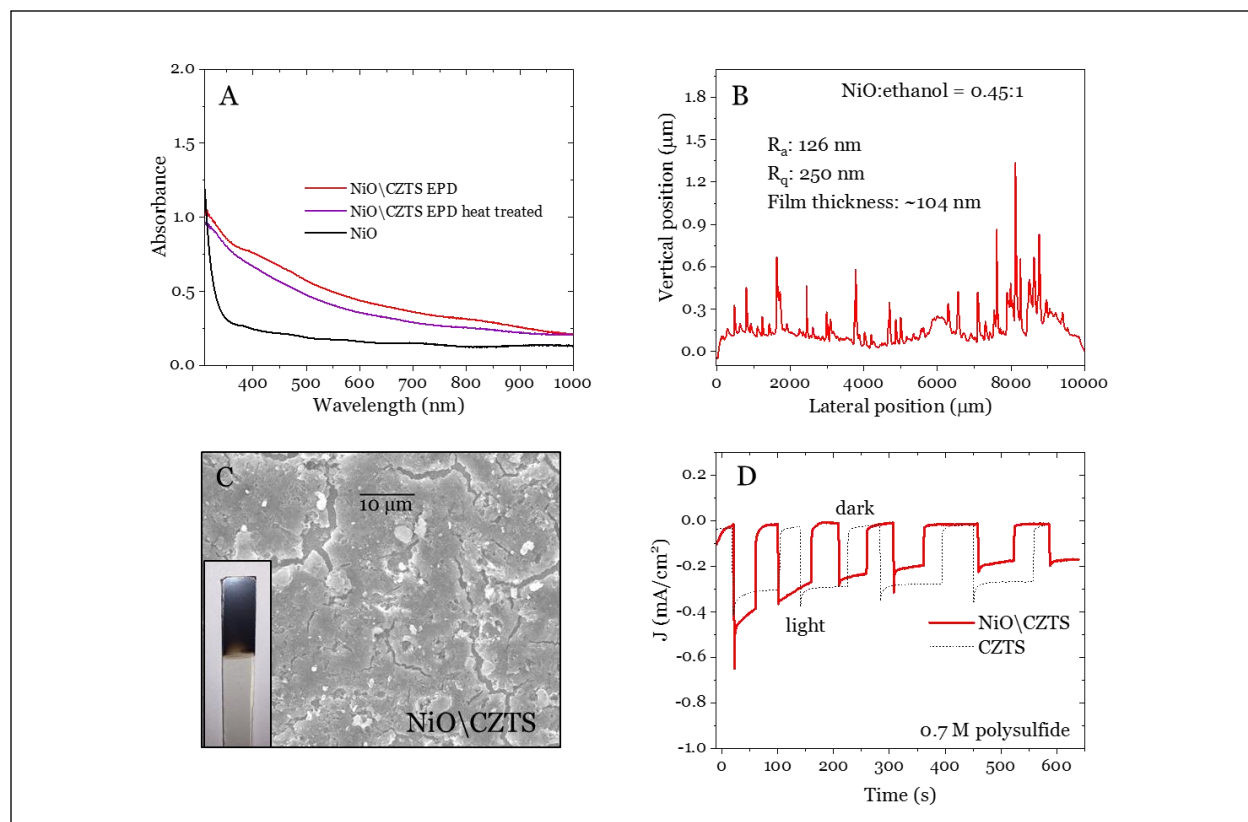 A
2.0
1.5
1.0
0.5
0.0
Absorbance
NiO\CZTS EPD
NiO\CZTS EPD heat treated
NiO
400 500 600 700 800 900 1000
Wavelength (nm)
B
NiO:ethanol = 0.45:1
Rₐ: 126 nm
R_q: 250 nm
Film thickness: ~104 nm
1.8
1.5
1.2
0.9
0.6
0.3
0.0
Vertical position (µm)
0 2000 4000 6000 8000 10000
Lateral position (µm)
C
10 µm
NiO\CZTS
D
0.2
0.0
-0.2
-0.4
-0.6
-0.8
-1.0
J (mA/cm²)
dark
light
NiO\CZTS
CZTS
0.7 M polysulfide
0 100 200 300 400 500 600
Time (s)